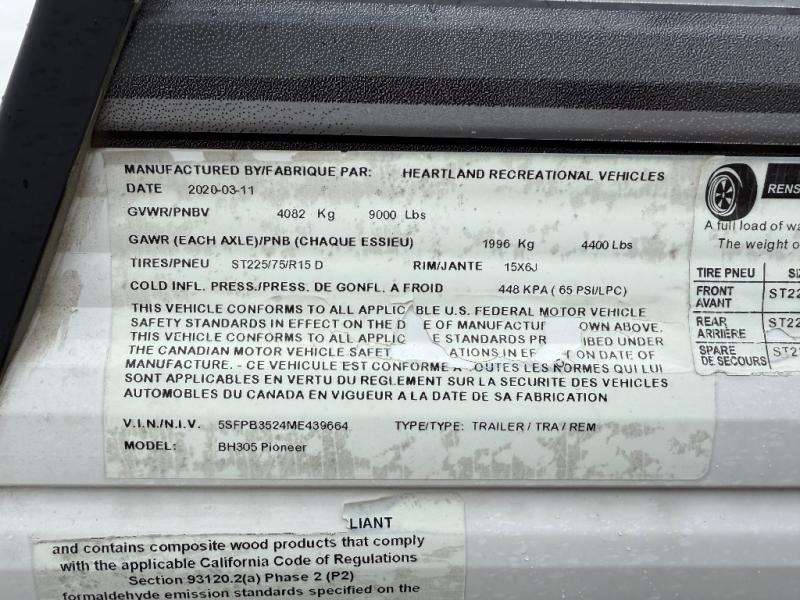 MANUFACTURED BY/FABRIQUE PAR: HEARTLAND RECREATIONAL VEHICLES
DATE 2020-03-11
GVWR/PNBV 4082 Kg 9000 Lbs
GAWR (EACH AXLE)/PNB (CHAQUE ESSIEU) 1996 Kg 4400 Lbs
TIRES/PNEU ST225/75/R15 D RIM/JANTE 15X6J
COLD INFL. PRESS./PRESS. DE GONFL. A FROID 448 KPA ( 65 PSI/LPC)
THIS VEHICLE CONFORMS TO ALL APPLIC BLE U.S. FEDERAL MOTOR VEHICLE
SAFETY STANDARDS IN EFFECT ON THE D E OF MANUFACTUR OWN ABOVE.
THIS VEHICLE CONFORMS TO ALL APPLIC E STANDARDS PR IBED UNDER
THE CANADIAN MOTOR VEHICLE SAFET ATIONS IN EF T ON DATE OF
MANUFACTURE. - CE VEHICULE EST CONFORME A TOUTES LES NORMES QUI LUI
SONT APPLICABLES EN VERTU DU REGLEMENT SUR LA SECURITE DES VEHICLES
AUTOMOBILES DU CANADA EN VIGUEUR A LA DATE DE SA FABRICATION
V.I.N./N.I.V. 5SFPB3524ME439664 TYPE/TYPE: TRAILER / TRA / REM
MODEL: BH305 Pioneer
RENS
A full load of wa
The weight o
TIRE PNEU SI
FRONT
AVANT ST22
REAR
ARRIÈRE ST22
SPARE
DE SECOURS ST2
LIANT
and contains composite wood products that comply
with the applicable California Code of Regulations
Section 93120.2(a) Phase 2 (P2)
formaldehyde emission standards specified on the